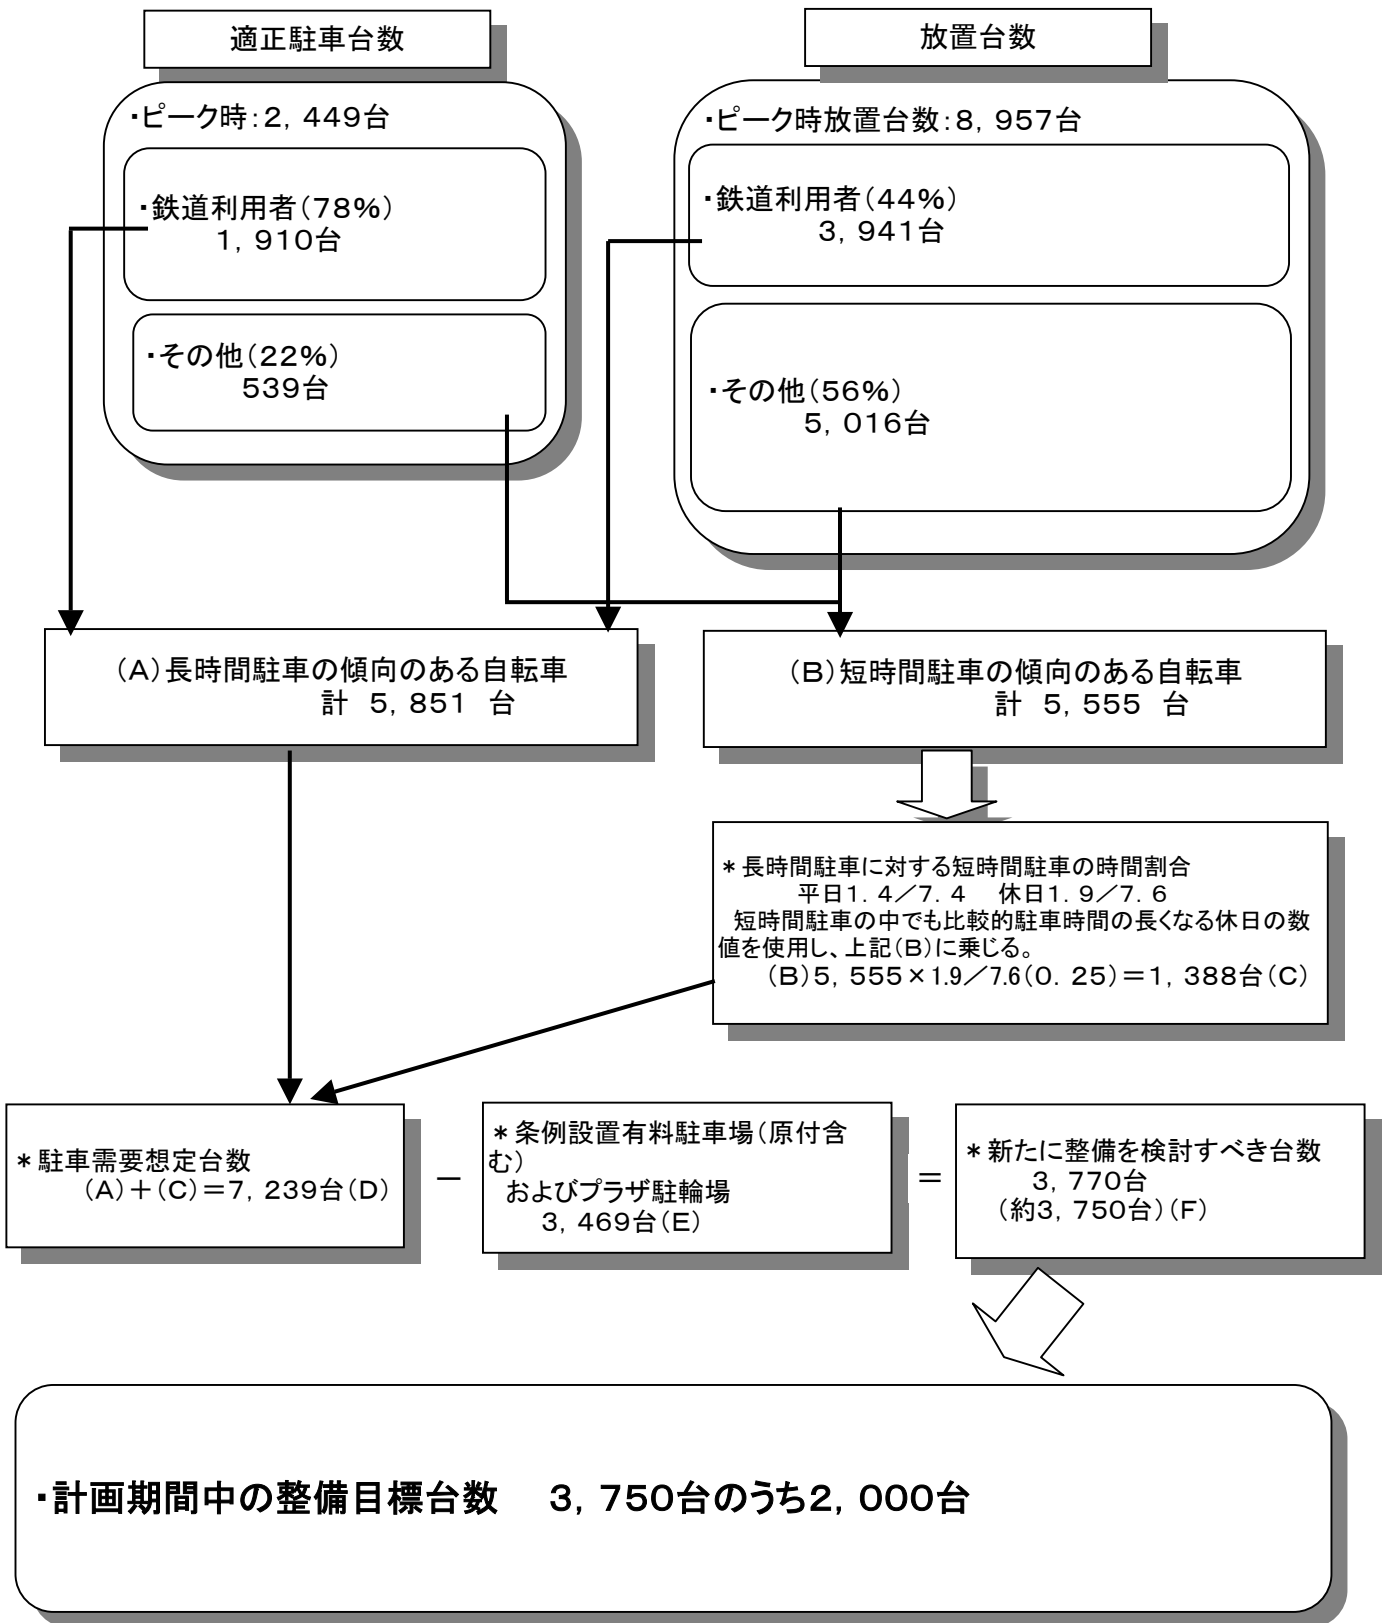 適正駐車台数
・ピーク時：２，４４９台
・鉄道利用者（７８％）
１，９１０台
・その他（２２％）
５３９台
放置台数
・ピーク時放置台数：８，９５７台
・鉄道利用者（４４％）
３，９４１台
・その他（５６％）
５，０１６台
（Ａ）長時間駐車の傾向のある自転車
計　５，８５１　台
（Ｂ）短時間駐車の傾向のある自転車
計　５，５５５　台
＊長時間駐車に対する短時間駐車の時間割合
平日１．４／７．４　休日１．９／７．６
短時間駐車の中でも比較的駐車時間の長くなる休日の数
値を使用し、上記（Ｂ）に乗じる。
（Ｂ）５，５５５×1.9／7.6（０．２５）＝１，３８８台（Ｃ）
＊駐車需要想定台数
（Ａ）＋（Ｃ）＝７，２３９台（Ｄ）
－
＊条例設置有料駐車場（原付含
む）
およびプラザ駐輪場
３，４６９台（Ｅ）
＝
＊新たに整備を検討すべき台数
３，７７０台
（約３，７５０台）（Ｆ）
・計画期間中の整備目標台数　３，７５０台のうち２，０００台